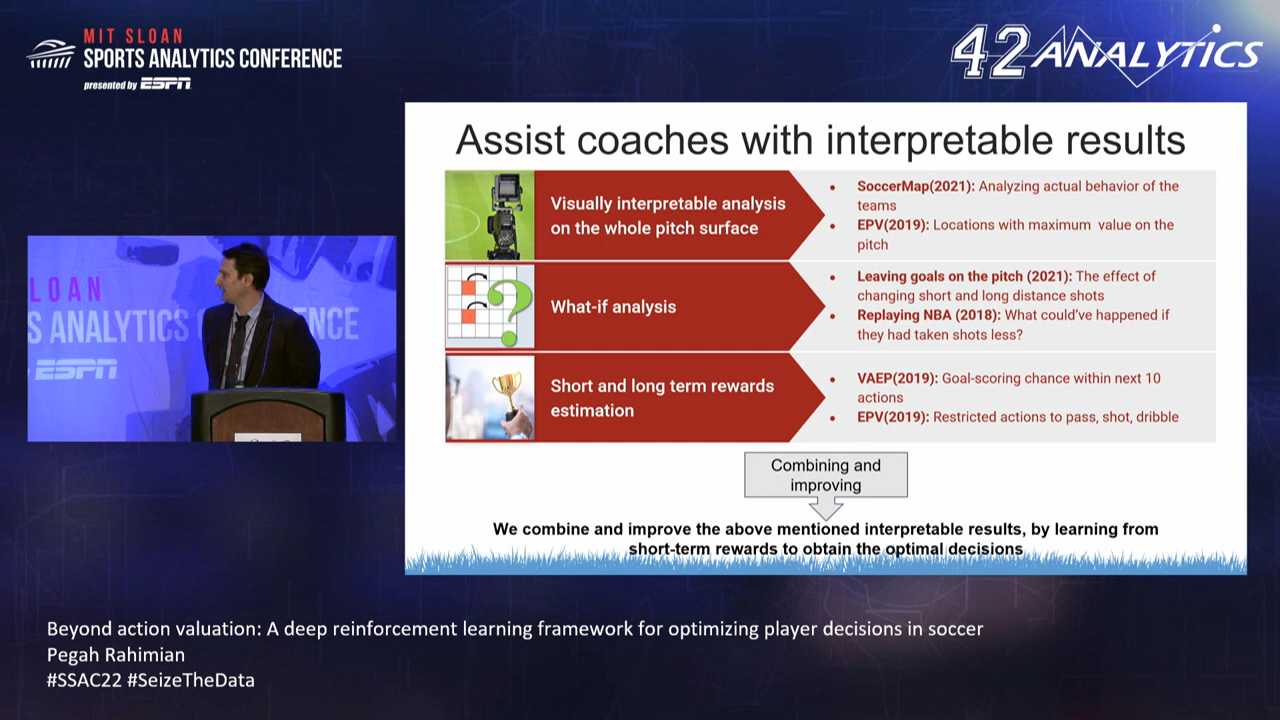 MIT SLOAN
SPORTS ANALYTICS CONFERENCE
presented by ESPN
42 ANALYTICS
LOAN
S ANALYTICS C
ENCE
ESPN
Assist coaches with interpretable results
Visually interpretable analysis
on the whole pitch surface
• SoccerMap(2021): Analyzing actual behavior of the
teams
• EPV(2019): Locations with maximum value on the
pitch
What-if analysis
• Leaving goals on the pitch (2021): The effect of
changing short and long distance shots
• Replaying NBA (2018): What could've happened if
they had taken shots less?
Short and long term rewards
estimation
• VAEP(2019): Goal-scoring chance within next 10
actions
• EPV(2019): Restricted actions to pass, shot, dribble
Combining and
improving
We combine and improve the above mentioned interpretable results, by learning from
short-term rewards to obtain the optimal decisions
Beyond action valuation: A deep reinforcement learning framework for optimizing player decisions in soccer
Pegah Rahimian
#SSAC22 #SeizeTheData